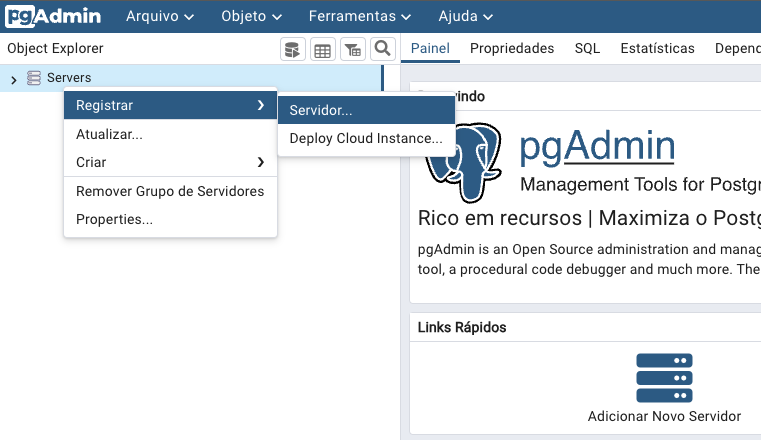 pgAdmin
Arquivo
Objeto
Ferramentas
Ajuda
Object Explorer
Painel
Propriedades
SQL
Estatísticas
Depend
Servers
Registrar
Atualizar...
Criar
Remover Grupo de Servidores
Properties...
Servidor...
Deploy Cloud Instance...
indo
pgAdmin
Management Tools for Postgr
Rico em recursos | Maximiza o Postg
pgAdmin is an Open Source administration and manag
tool, a procedural code debugger and much more. The
Links Rápidos
Adicionar Novo Servidor